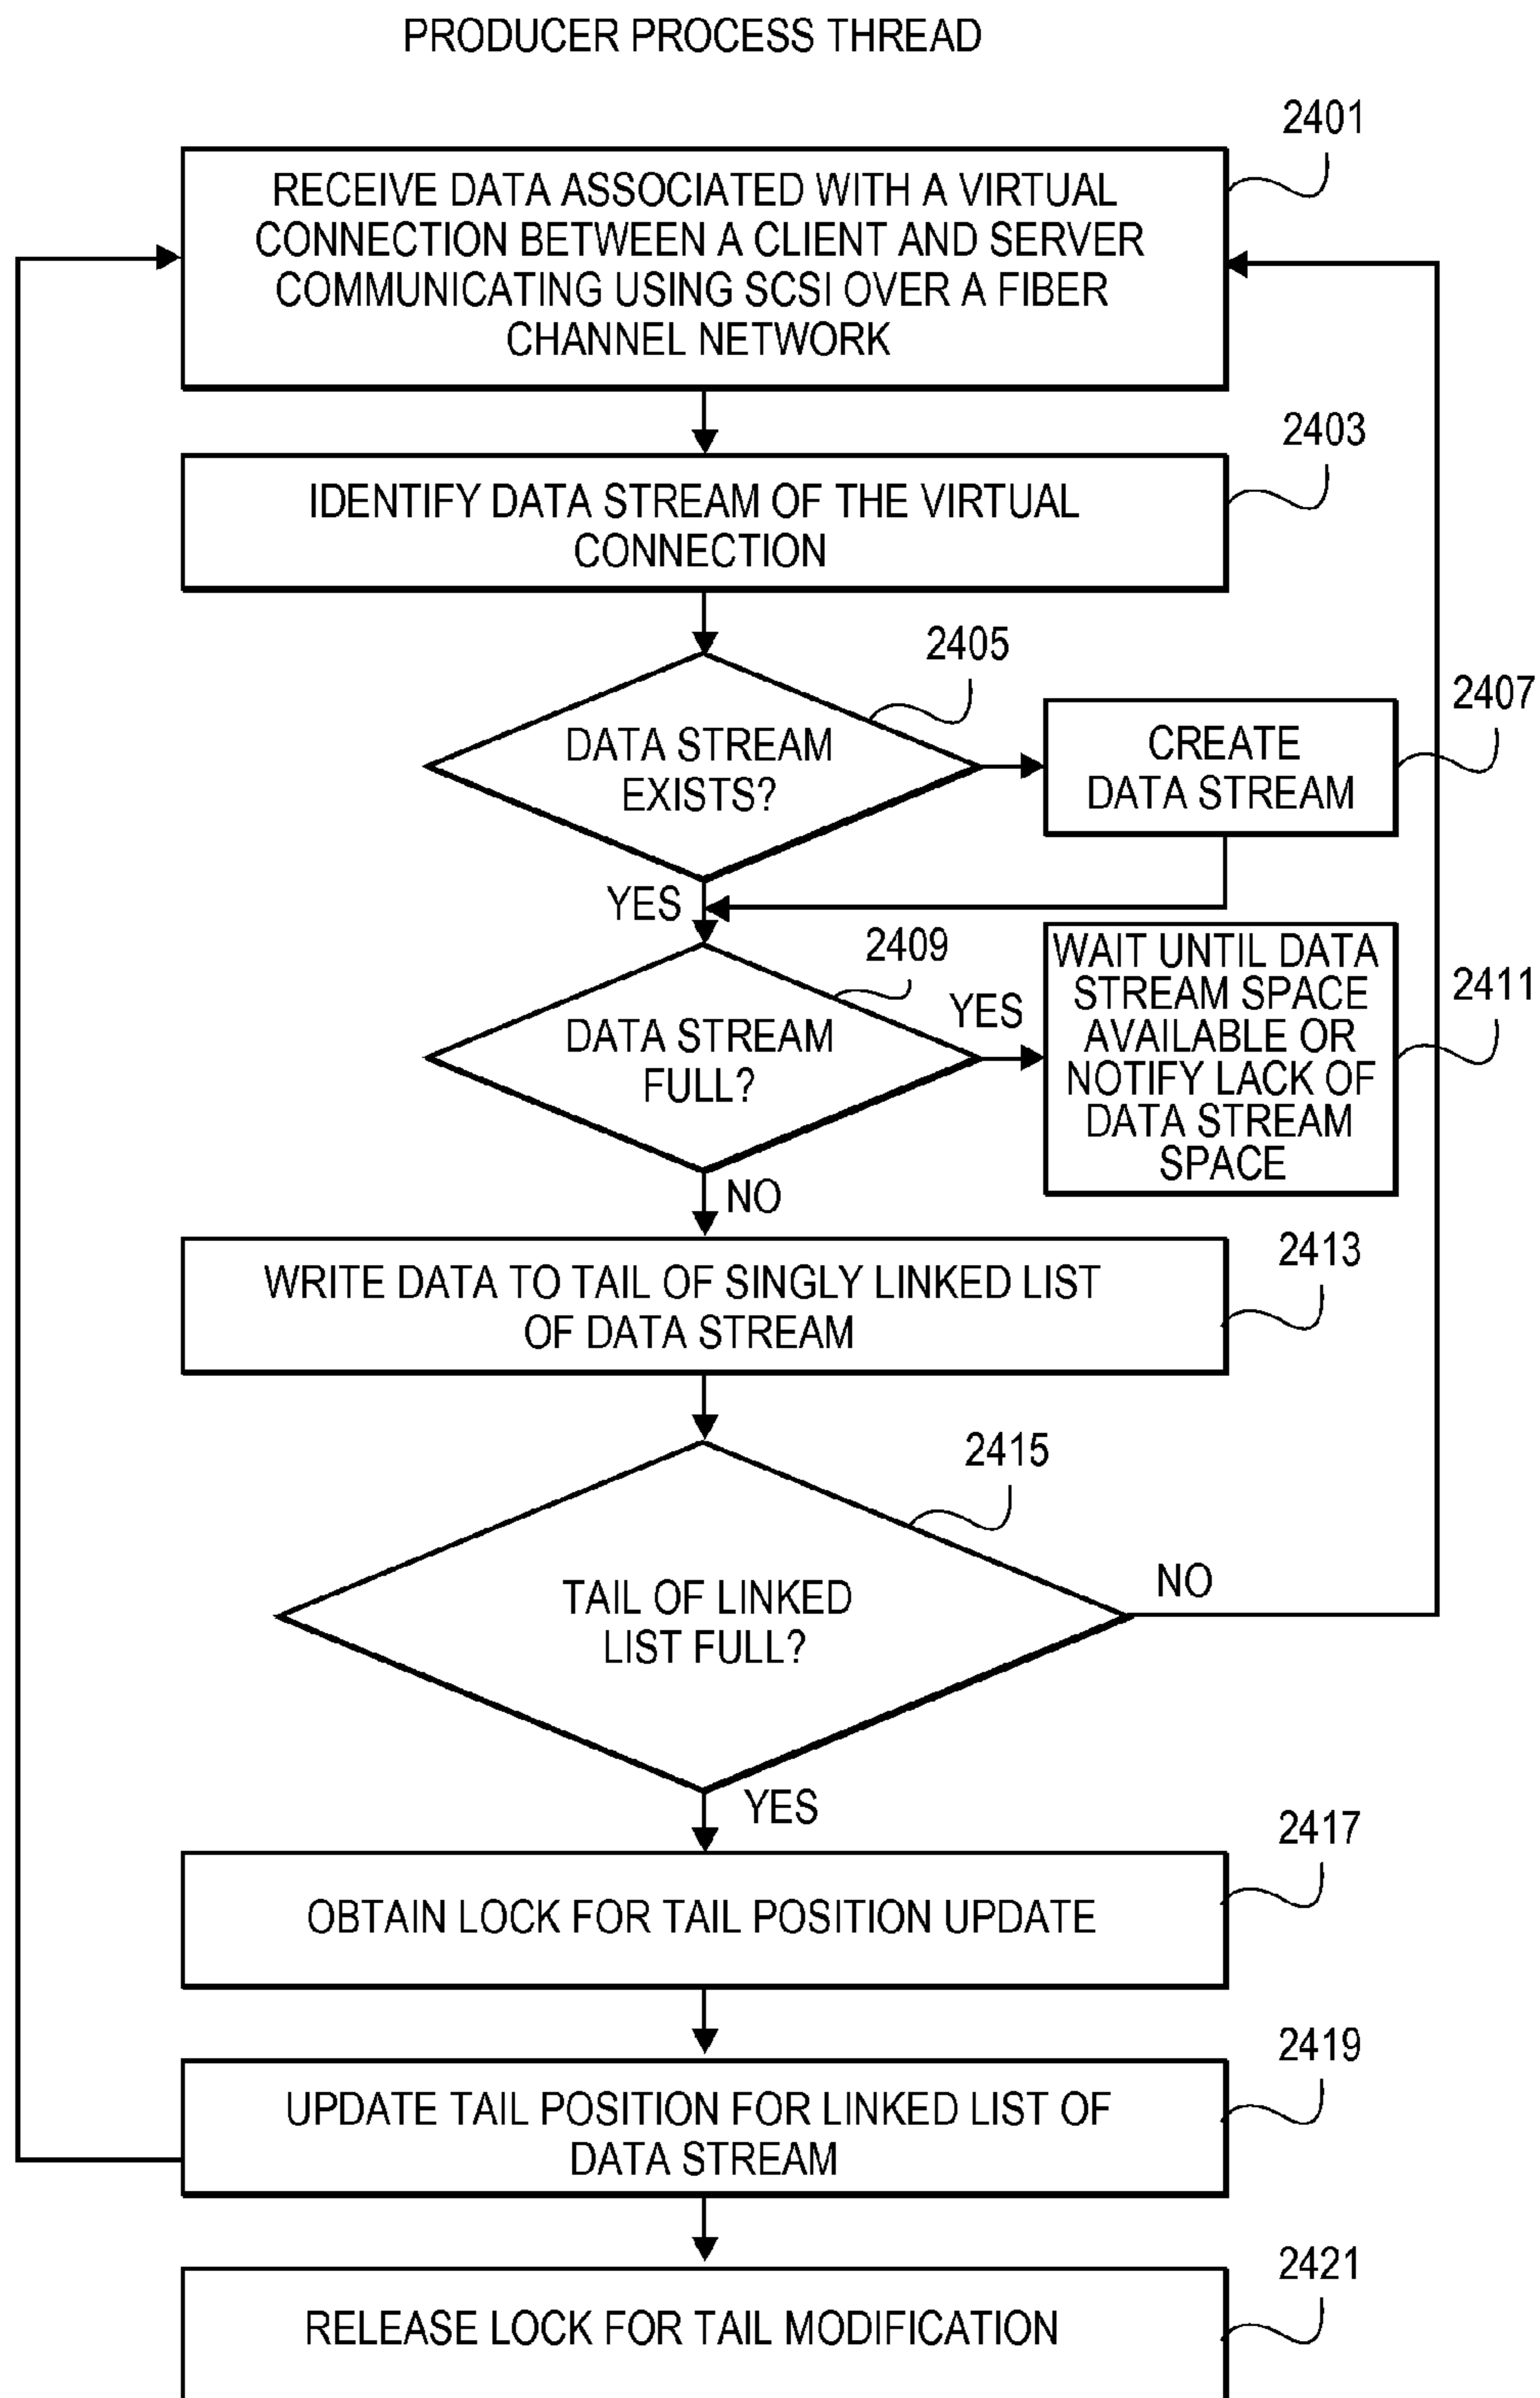 PRODUCER PROCESS THREAD
2401
RECEIVE DATA ASSOCIATED WITH A VIRTUAL
CONNECTION BETWEEN A CLIENT AND SERVER
COMMUNICATING USING SCSI OVER A FIBER
CHANNEL NETWORK
2403
IDENTIFY DATA STREAM OF THE VIRTUAL
CONNECTION
2405
DATA STREAM
EXISTS?
2407
CREATE
DATA STREAM
YES
2409
DATA STREAM
FULL?
YES
2411
WAIT UNTIL DATA
STREAM SPACE
AVAILABLE OR
NOTIFY LACK OF
DATA STREAM
SPACE
NO
2413
WRITE DATA TO TAIL OF SINGLY LINKED LIST
OF DATA STREAM
2415
TAIL OF LINKED
LIST FULL?
NO
YES
2417
OBTAIN LOCK FOR TAIL POSITION UPDATE
2419
UPDATE TAIL POSITION FOR LINKED LIST OF
DATA STREAM
2421
RELEASE LOCK FOR TAIL MODIFICATION